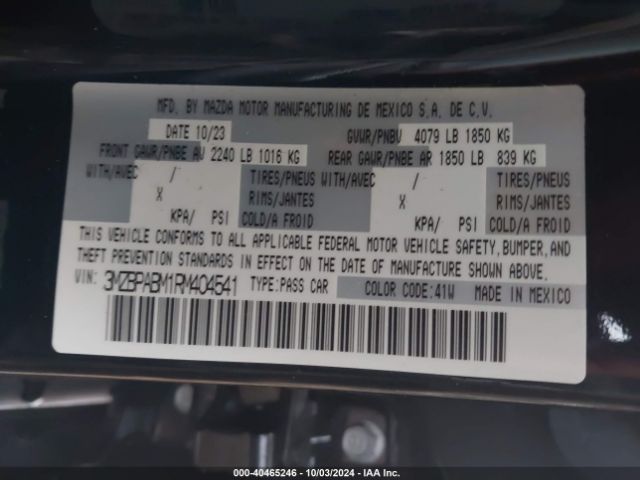 MFD. BY MAZDA MOTOR MANUFACTURING DE MEXICO S.A. DE C.V.
DATE 10/23 GVWR/PNBV 4079 LB 1850 KG
FRONT GAWR/PNBE AV 2240 LB 1016 KG REAR GAWR/PNBE AR 1850 LB 839 KG
WITH/AVEC / TIRES/PNEUS WITH/AVEC / TIRES/PNEUS
X RIMS/JANTES X RIMS/JANTES
KPA/ PSI COLD/A FROID KPA/ PSI COLD/A FROID
THIS VEHICLE CONFORMS TO ALL APPLICABLE FEDERAL MOTOR VEHICLE SAFETY, BUMPER, AND
THEFT PREVENTION STANDARDS IN EFFECT ON THE DATE OF MANUFACTURE SHOWN ABOVE.
VIN: 3MZBPABM1RM404541 TYPE: PASS CAR COLOR CODE: 41W MADE IN MEXICO
000-40465246 - 10/03/2024 - IAA Inc.